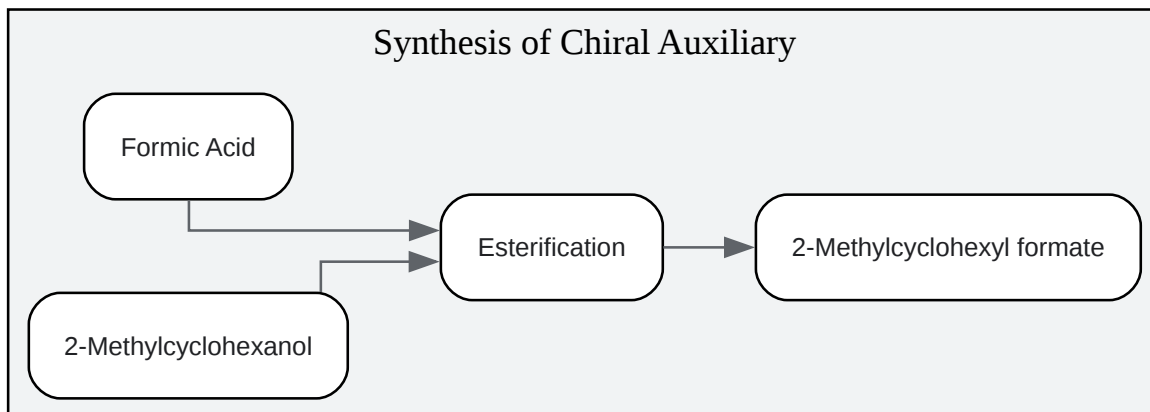 Synthesis of Chiral Auxiliary
Formic Acid
Esterification
2-Methylcyclohexyl formate
2-Methylcyclohexanol